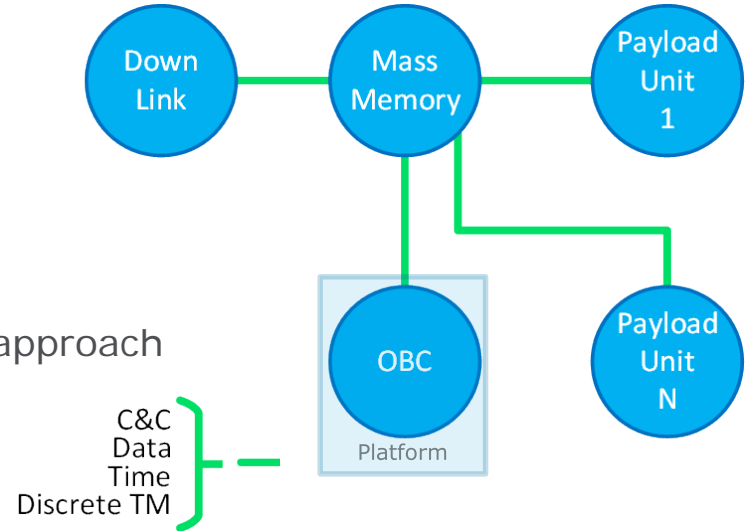 Down
Link
Mass
Memory
Payload
Unit
1
approach
OBC
Platform
Payload
Unit
N
C&C
Data
Time
Discrete TM